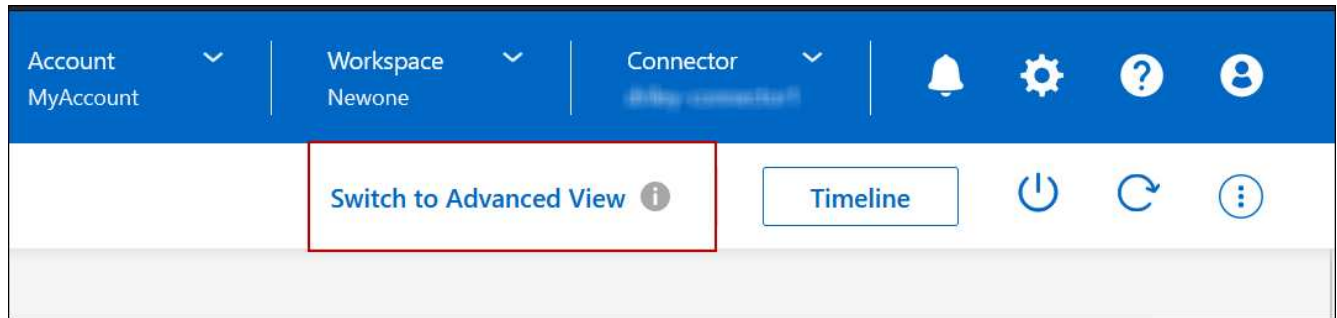 Account
MyAccount
Workspace
Newone
Connector
Switch to Advanced View
Timeline